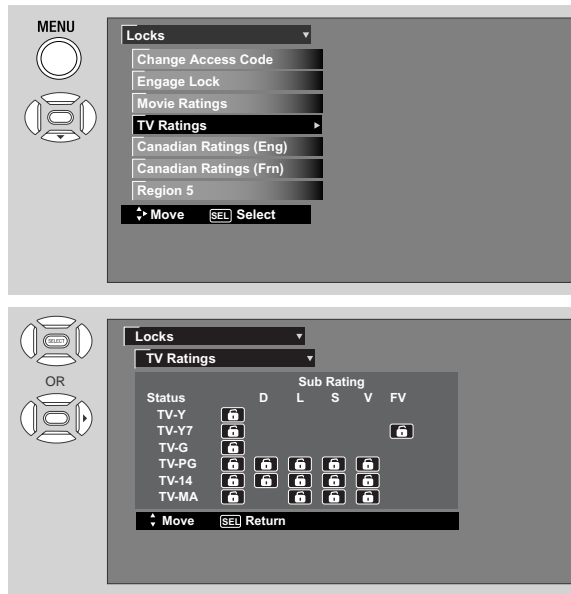 MENU
Locks
Change Access Code
Engage Lock
Movie Ratings
TV Ratings
Canadian Ratings (Eng)
Canadian Ratings (Frn)
Region 5
Move SEL Select
SELECT
OR
Locks
TV Ratings
Sub Rating
Status D L S V FV
TV-Y
TV-Y7
TV-G
TV-PG
TV-14
TV-MA
Move SEL Return